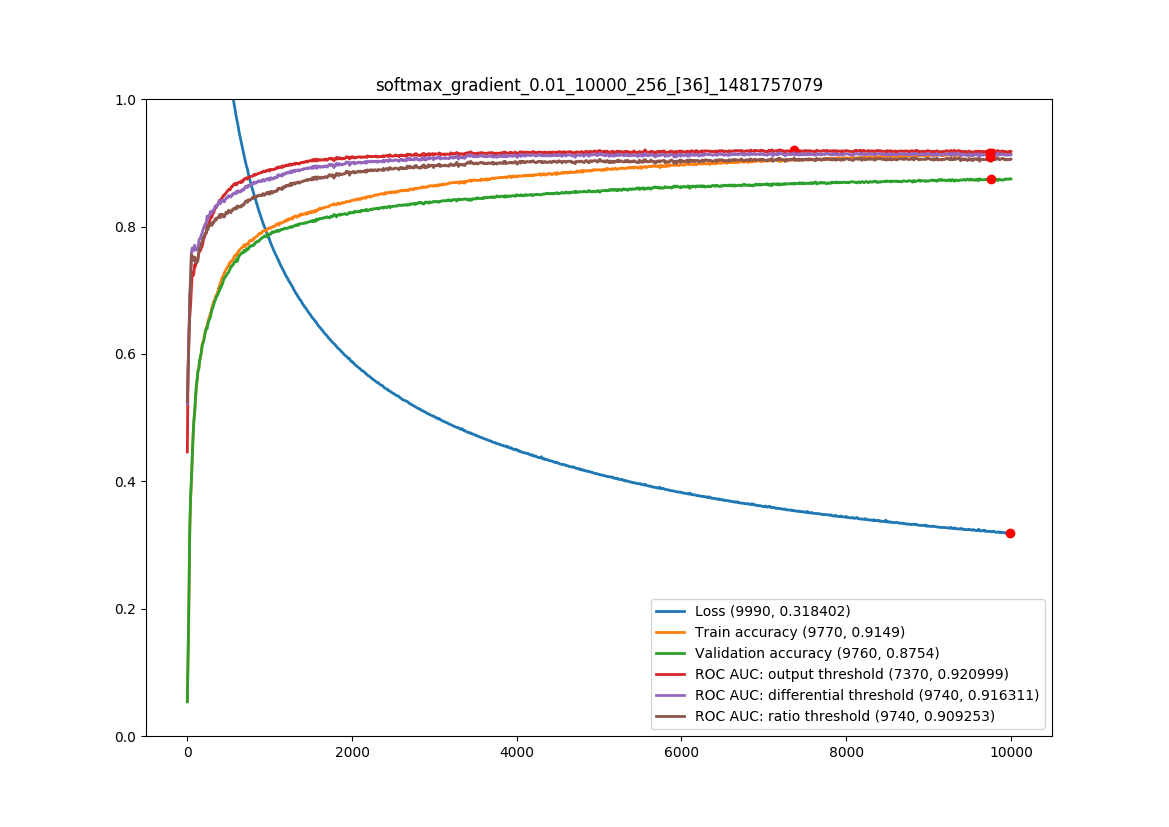 softmax_gradient_0.01_10000_256_[36]_1481757079
1.0
0.8
0.6
0.4
0.2
0.0
0
2000
4000
6000
8000
10000
Loss (9990, 0.318402)
Train accuracy (9770, 0.9149)
Validation accuracy (9760, 0.8754)
ROC AUC: output threshold (7370, 0.920999)
ROC AUC: differential threshold (9740, 0.916311)
ROC AUC: ratio threshold (9740, 0.909253)